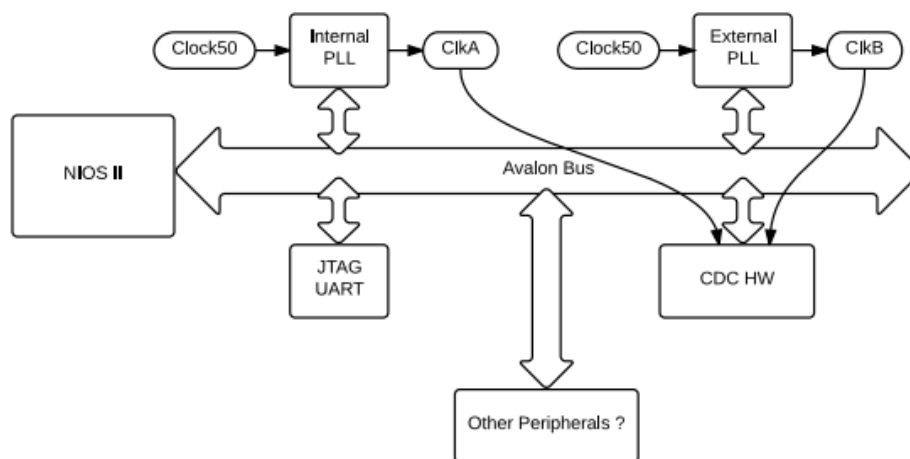 Clock50
Internal
PLL
ClkA
Clock50
External
PLL
ClkB
NIOS II
Avalon Bus
JTAG
UART
CDC HW
Other Peripherals ?